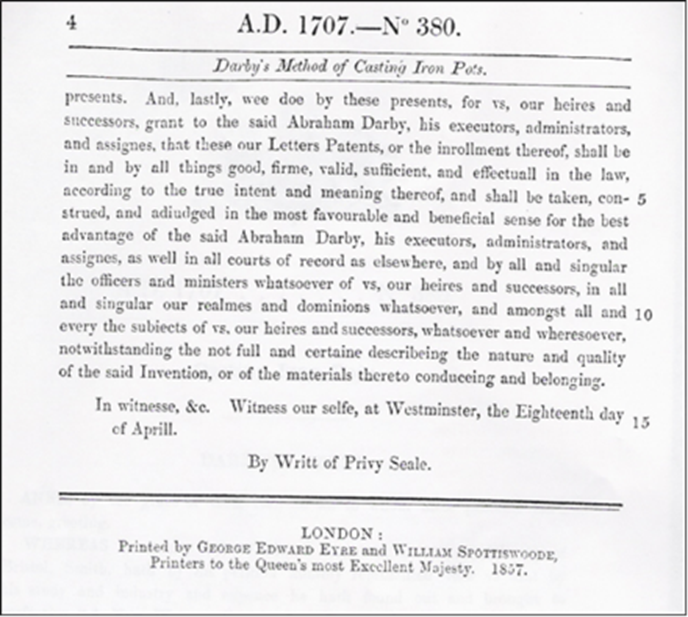 4 A.D. 1707.—Nº 380.
Darby's Method of Casting Iron Pots.
presents. And, lastly, wee doe by these presents, for vs, our heires and
successors, grant to the said Abraham Darby, his executors, administrators,
and assignes, that these our Letters Patents, or the inrollment thereof, shall be
in and by all things good, firme, valid, sufficient, and effectuall in the law,
according to the true intent and meaning thereof, and shall be taken, con- 5
strued, and adiudged in the most favourable and beneficial sense for the best
advantage of the said Abraham Darby, his executors, administrators, and
assignes, as well in all courts of record as elsewhere, and by all and singular
the officers and ministers whatsoever of vs, our heires and successors, in all
and singular our realmes and dominions whatsoever, and amongst all and 10
every the subiects of vs, our heires and successors, whatsoever and wheresoever,
notwithstanding the not full and certaine describeing the nature and quality
of the said Invention, or of the materials thereto conduceing and belonging.
In witnesse, &c. Witness our selfe, at Westminster, the Eighteenth day 15
of Aprill.
By Writt of Privy Seale.
LONDON:
Printed by GEORGE EDWARD EYRE and WILLIAM SPOTTISWOODE,
Printers to the Queen's most Excellent Majesty. 1857.